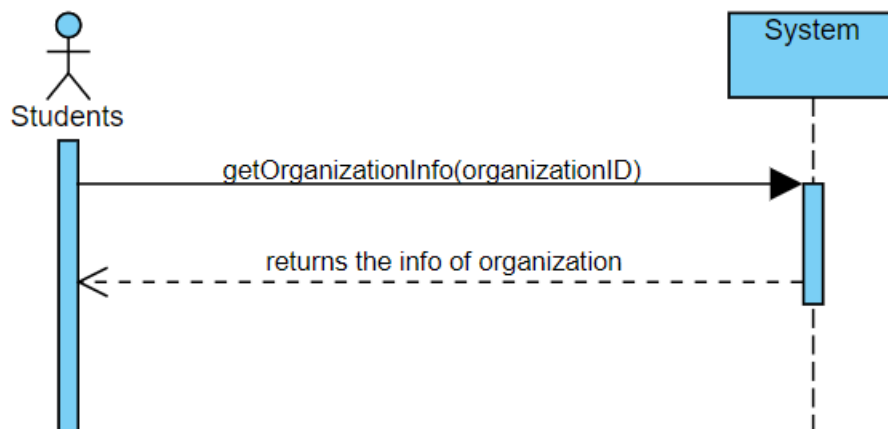 System
Students
getOrganizationInfo(organizationID)
returns the info of organization